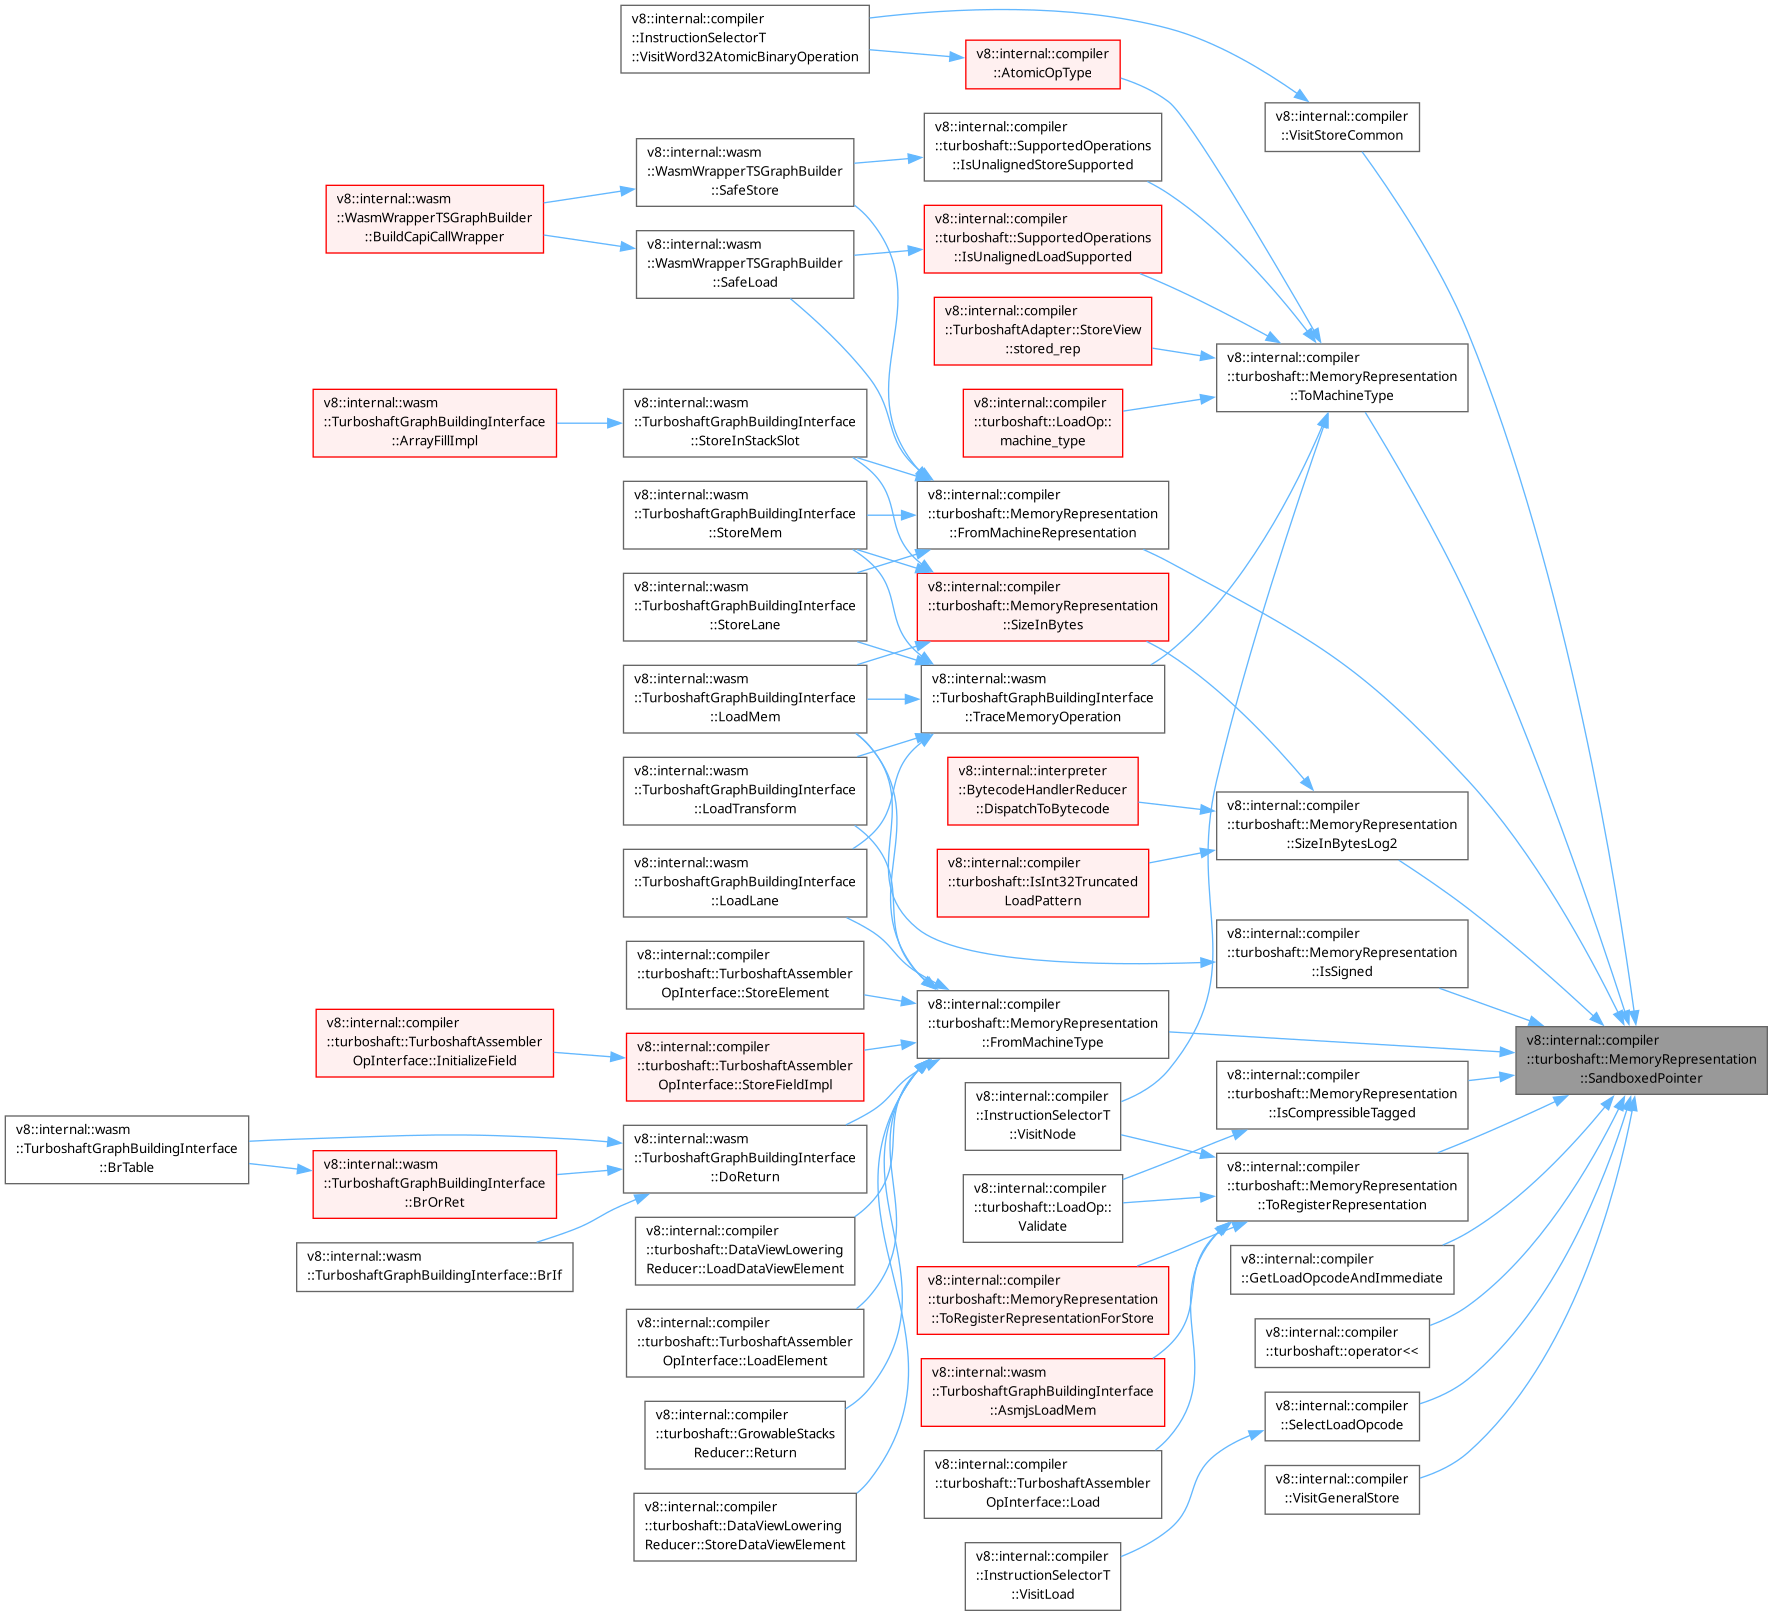 v8::internal::compiler
::InstructionSelectorT
::VisitWord32AtomicBinaryOperation
v8::internal::compiler
::AtomicOpType
v8::internal::compiler
::VisitStoreCommon
v8::internal::compiler
::turboshaft::SupportedOperations
::IsUnalignedStoreSupported
v8::internal::wasm
::WasmWrapperTSGraphBuilder
::SafeStore
v8::internal::wasm
::WasmWrapperTSGraphBuilder
::BuildCapiCallWrapper
v8::internal::compiler
::turboshaft::SupportedOperations
::IsUnalignedLoadSupported
v8::internal::wasm
::WasmWrapperTSGraphBuilder
::SafeLoad
v8::internal::compiler
::TurboshaftAdapter::StoreView
::stored_rep
v8::internal::compiler
::turboshaft::MemoryRepresentation
::ToMachineType
v8::internal::wasm
::TurboshaftGraphBuildingInterface
::ArrayFillImpl
v8::internal::wasm
::TurboshaftGraphBuildingInterface
::StoreInStackSlot
v8::internal::compiler
::turboshaft::LoadOp::
machine_type
v8::internal::wasm
::TurboshaftGraphBuildingInterface
::StoreMem
v8::internal::compiler
::turboshaft::MemoryRepresentation
::FromMachineRepresentation
v8::internal::wasm
::TurboshaftGraphBuildingInterface
::StoreLane
v8::internal::compiler
::turboshaft::MemoryRepresentation
::SizeInBytes
v8::internal::wasm
::TurboshaftGraphBuildingInterface
::LoadMem
v8::internal::wasm
::TurboshaftGraphBuildingInterface
::TraceMemoryOperation
v8::internal::wasm
::TurboshaftGraphBuildingInterface
::LoadTransform
v8::internal::interpreter
::BytecodeHandlerReducer
::DispatchToBytecode
v8::internal::compiler
::turboshaft::MemoryRepresentation
::SizeInBytesLog2
v8::internal::wasm
::TurboshaftGraphBuildingInterface
::LoadLane
v8::internal::compiler
::turboshaft::IsInt32Truncated
LoadPattern
v8::internal::compiler
::turboshaft::MemoryRepresentation
::IsSigned
v8::internal::compiler
::turboshaft::TurboshaftAssembler
OpInterface::StoreElement
v8::internal::compiler
::turboshaft::MemoryRepresentation
::FromMachineType
v8::internal::compiler
::turboshaft::TurboshaftAssembler
OpInterface::InitializeField
v8::internal::compiler
::turboshaft::TurboshaftAssembler
OpInterface::StoreFieldImpl
v8::internal::compiler
::turboshaft::MemoryRepresentation
::SandboxedPointer
v8::internal::compiler
::turboshaft::MemoryRepresentation
::IsCompressibleTagged
v8::internal::compiler
::InstructionSelectorT
::VisitNode
v8::internal::wasm
::TurboshaftGraphBuildingInterface
::BrTable
v8::internal::wasm
::TurboshaftGraphBuildingInterface
::BrOrRet
v8::internal::wasm
::TurboshaftGraphBuildingInterface
::DoReturn
v8::internal::compiler
::turboshaft::MemoryRepresentation
::ToRegisterRepresentation
v8::internal::compiler
::turboshaft::LoadOp::
Validate
v8::internal::wasm
::TurboshaftGraphBuildingInterface::BrIf
v8::internal::compiler
::turboshaft::DataViewLowering
Reducer::LoadDataViewElement
v8::internal::compiler
::GetLoadOpcodeAndImmediate
v8::internal::compiler
::turboshaft::MemoryRepresentation
::ToRegisterRepresentationForStore
v8::internal::compiler
::turboshaft::TurboshaftAssembler
OpInterface::LoadElement
v8::internal::compiler
::turboshaft::operator<<
v8::internal::wasm
::TurboshaftGraphBuildingInterface
::AsmjsLoadMem
v8::internal::compiler
::SelectLoadOpcode
v8::internal::compiler
::turboshaft::GrowableStacks
Reducer::Return
v8::internal::compiler
::turboshaft::TurboshaftAssembler
OpInterface::Load
v8::internal::compiler
::VisitGeneralStore
v8::internal::compiler
::turboshaft::DataViewLowering
Reducer::StoreDataViewElement
v8::internal::compiler
::InstructionSelectorT
::VisitLoad